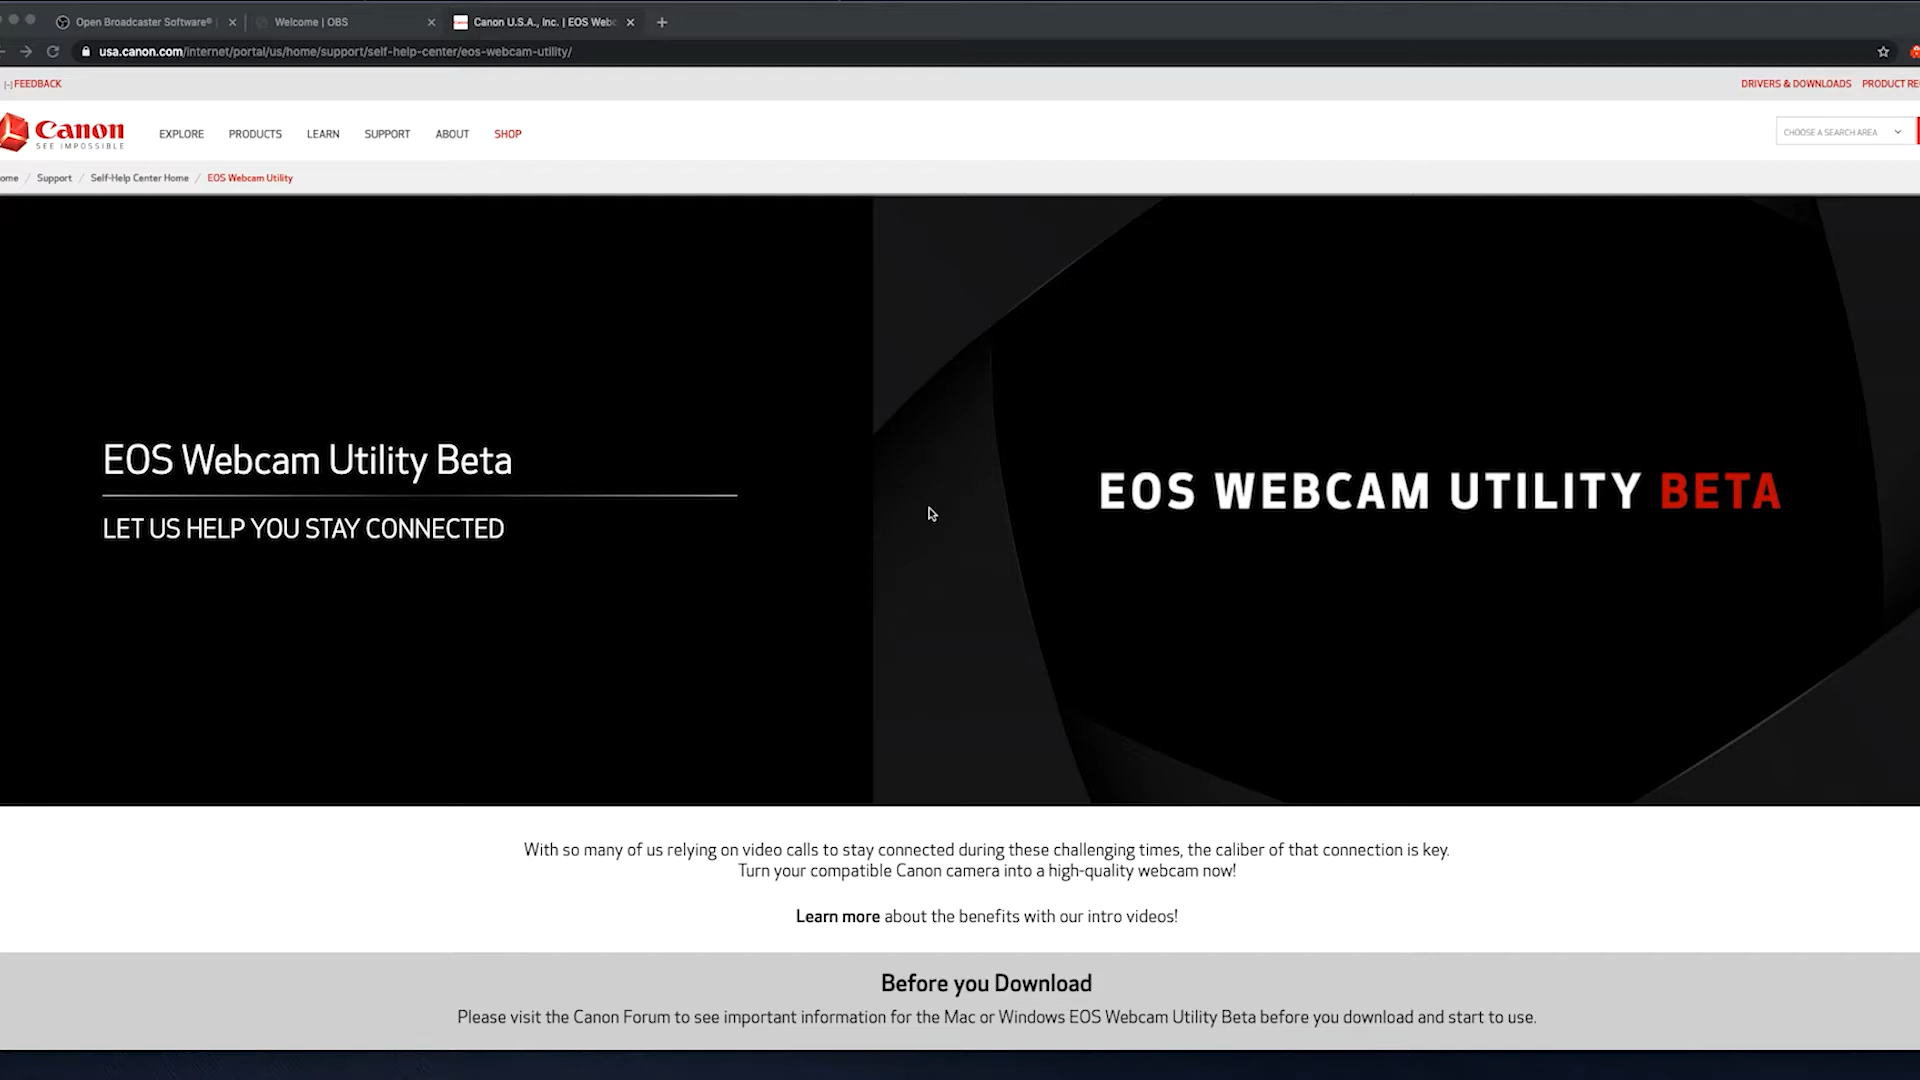 Open Broadcaster Software®
Welcome | OBS
Canon U.S.A., Inc. | EOS Webc
usa.canon.com/internet/portal/us/home/support/self-help-center/eos-webcam-utility/
[-] FEEDBACK
DRIVERS & DOWNLOADS
PRODUCT RE
Canon
SEE IMPOSSIBLE
EXPLORE
PRODUCTS
LEARN
SUPPORT
ABOUT
SHOP
CHOOSE A SEARCH AREA
ome / Support / Self-Help Center Home / EOS Webcam Utility
EOS Webcam Utility Beta
LET US HELP YOU STAY CONNECTED
EOS WEBCAM UTILITY BETA
With so many of us relying on video calls to stay connected during these challenging times, the caliber of that connection is key.
Turn your compatible Canon camera into a high-quality webcam now!
Learn more about the benefits with our intro videos!
Before you Download
Please visit the Canon Forum to see important information for the Mac or Windows EOS Webcam Utility Beta before you download and start to use.